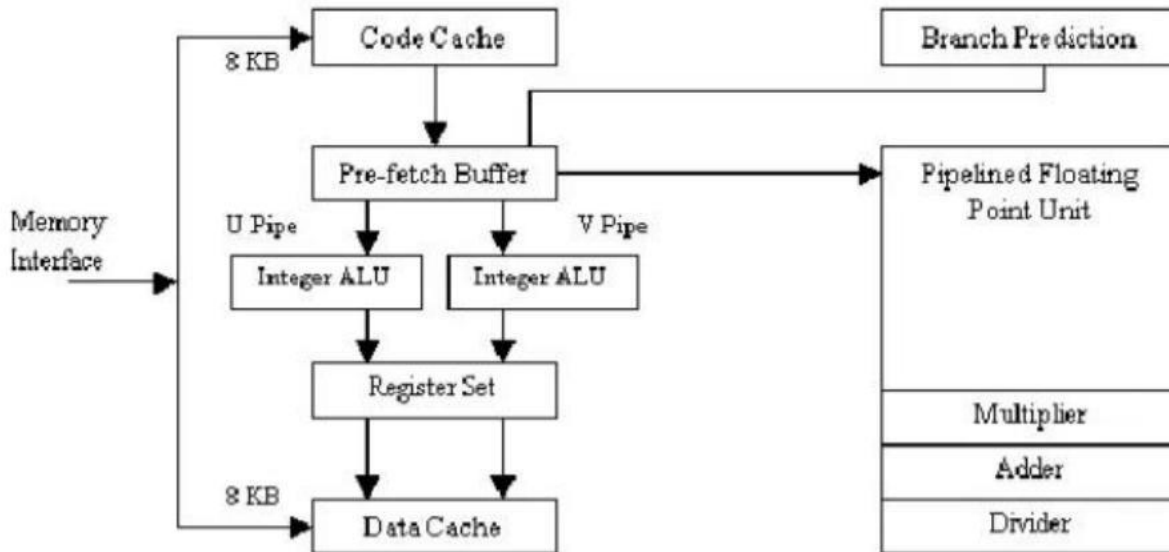 Code Cache
Branch Prediction
8 KB
Pre-fetch Buffer
Pipelined Floating
Point Unit
Memory
Interface
U Pipe
V Pipe
Integer ALU
Integer ALU
Register Set
Multiplier
Adder
8 KB
Data Cache
Divider